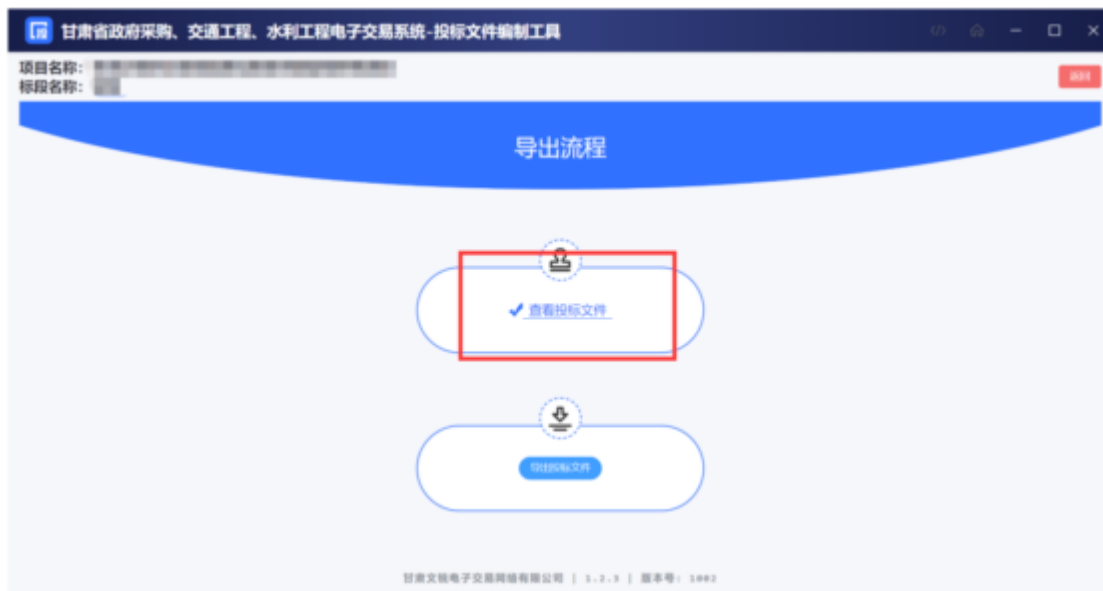 甘肃省政府采购、交通工程、水利工程电子交易系统-投标文件编制工具
项目名称：
标段名称：
返回
导出流程
查看投标文件
导出投标文件
甘肃文锐电子交易网络有限公司 | 1.2.3 | 版本号: 1002